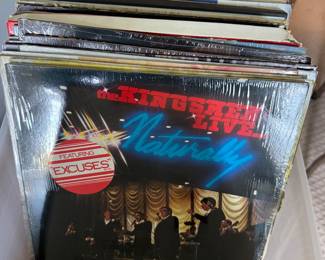 the KINGSMEN
LIVE
Naturally
FEATURING
"EXCUSES"